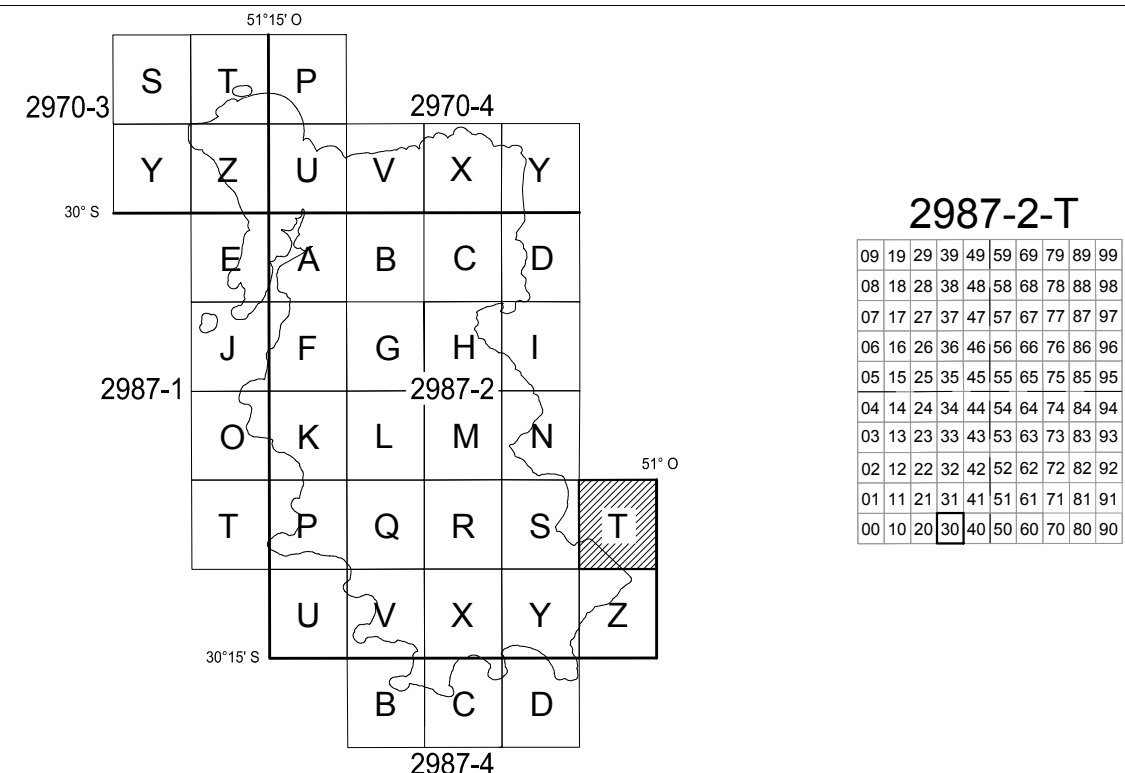 51°15' O
S T P
2970-3
2970-4
Y Z U V X Y
30° S
E A B C D
J F G H I
2987-1
2987-2
O K L M N
51° O
T P Q R S T
U V X Y Z
30°15' S
B C D
2987-4
2987-2-T
09 19 29 39 49 59 69 79 89 99
08 18 28 38 48 58 68 78 88 98
07 17 27 37 47 57 67 77 87 97
06 16 26 36 46 56 66 76 86 96
05 15 25 35 45 55 65 75 85 95
04 14 24 34 44 54 64 74 84 94
03 13 23 33 43 53 63 73 83 93
02 12 22 32 42 52 62 72 82 92
01 11 21 31 41 51 61 71 81 91
00 10 20 30 40 50 60 70 80 90